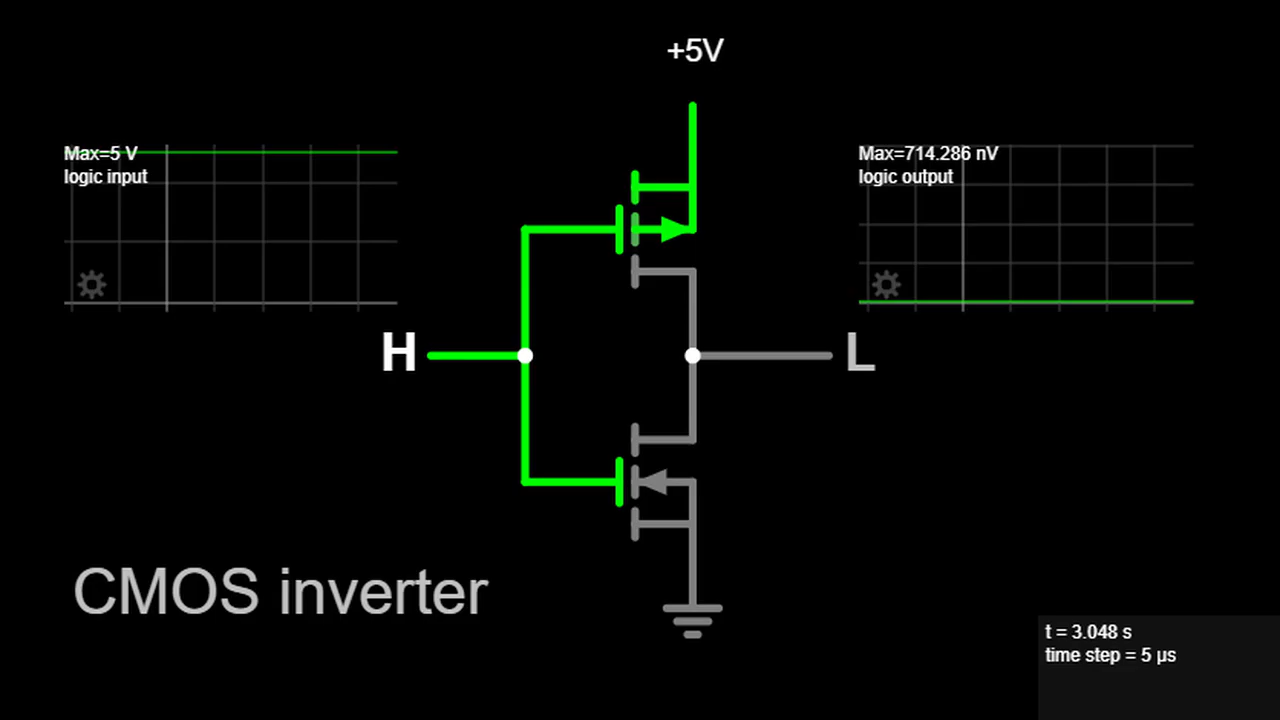 +5V
Max=5 V
logic input
Max=714.286 nV
logic output
H
L
CMOS inverter
t = 3.048 s
time step = 5 µs